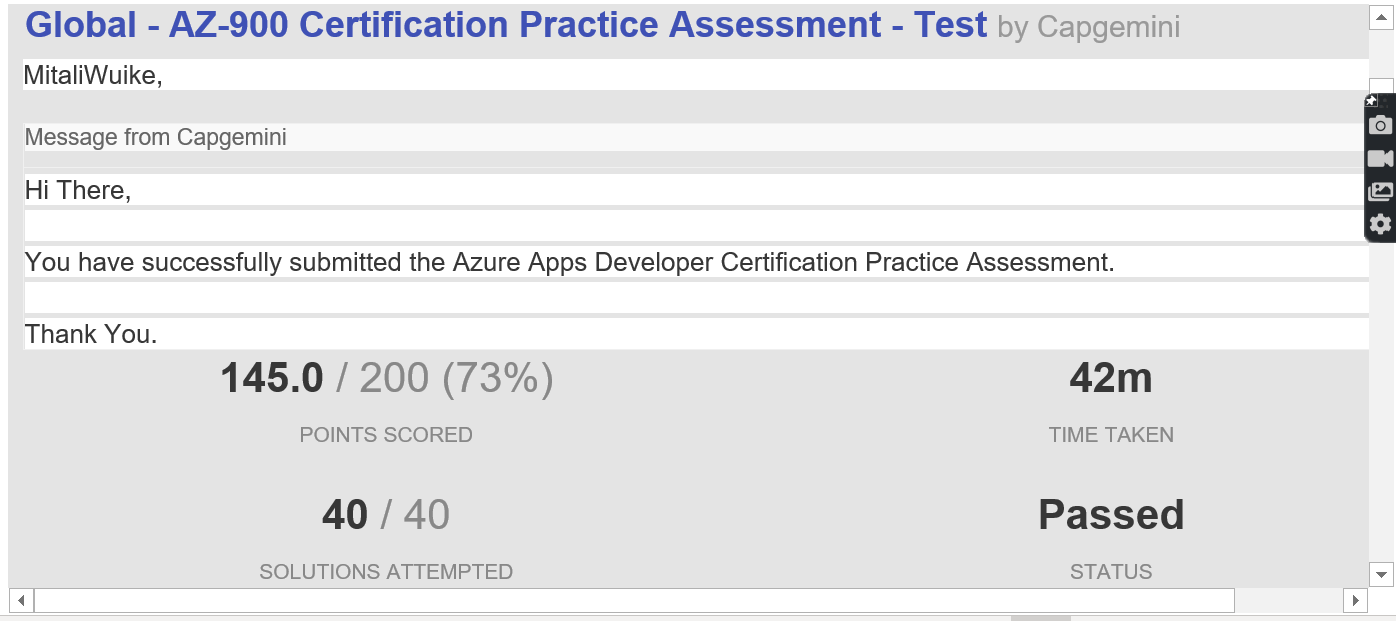 Global - AZ-900 Certification Practice Assessment - Test by Capgemini
MitaliWuike,
Message from Capgemini
Hi There,
You have successfully submitted the Azure Apps Developer Certification Practice Assessment.
Thank You.
145.0 / 200 (73%)
POINTS SCORED
42m
TIME TAKEN
40 / 40
SOLUTIONS ATTEMPTED
Passed
STATUS